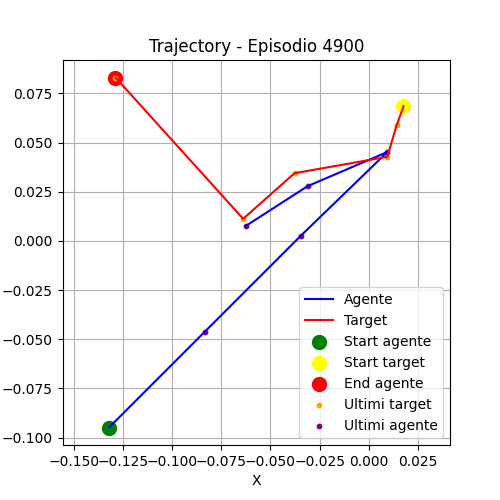 Trajectory - Episodio 4900
0.075
0.050
0.025
0.000
−0.025
−0.050
−0.075
−0.100
−0.150
−0.125
−0.100
−0.075
−0.050
−0.025
0.000
0.025
X
Agente
Target
Start agente
Start target
End agente
Ultimi target
Ultimi agente